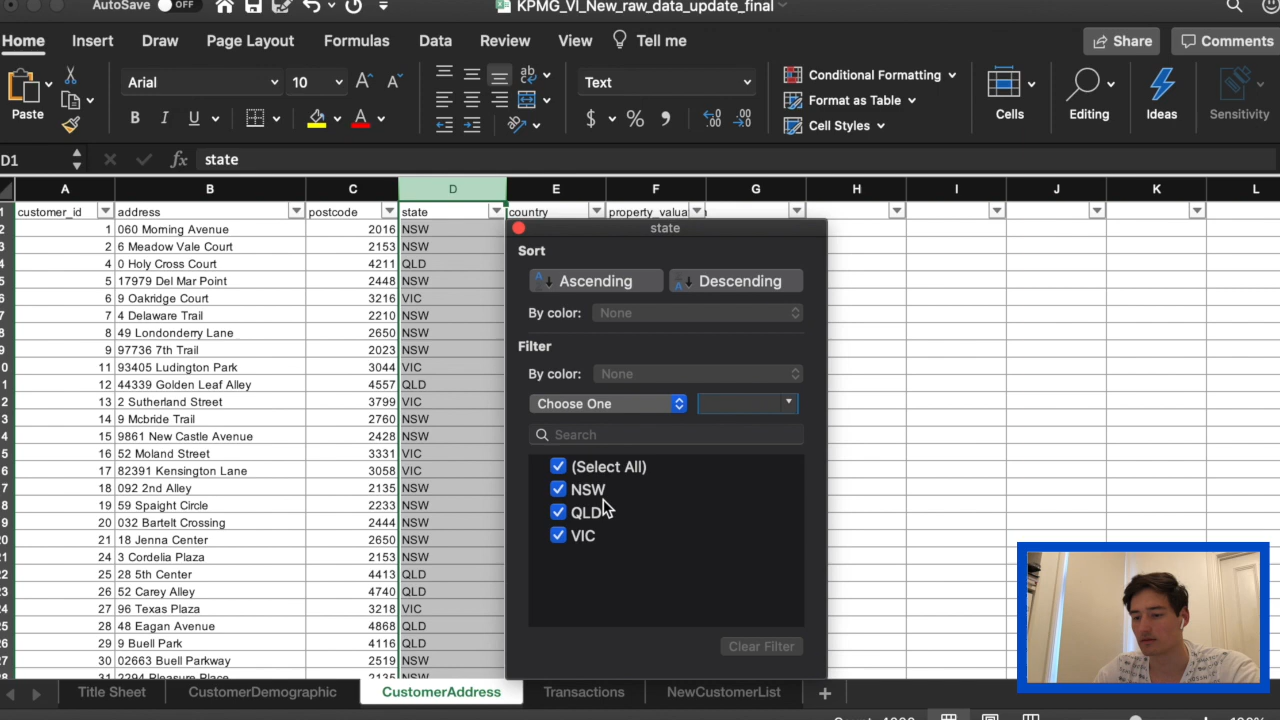 AutoSave OFF KPMG_VI_New_raw_data_update_final
Home Insert Draw Page Layout Formulas Data Review View Tell me Share Comments
Paste Arial 10 Text Conditional Formatting Format as Table Cell Styles Cells Editing Ideas Sensitivity
D1 fx state
A B C D E F G H I J K L
1 customer_id address postcode state country property_valua
2 1 060 Morning Avenue 2016 NSW
3 2 6 Meadow Vale Court 2153 NSW
4 4 0 Holy Cross Court 4211 QLD
5 5 17979 Del Mar Point 2448 NSW
6 6 9 Oakridge Court 3216 VIC
7 7 4 Delaware Trail 2210 NSW
8 8 49 Londonderry Lane 2650 NSW
9 9 97736 7th Trail 2023 NSW
0 11 93405 Ludington Park 3044 VIC
1 12 44339 Golden Leaf Alley 4557 QLD
2 13 2 Sutherland Street 3799 VIC
3 14 9 Mcbride Trail 2760 NSW
4 15 9861 New Castle Avenue 2428 NSW
5 16 52 Moland Street 3331 VIC
6 17 82391 Kensington Lane 3058 VIC
7 18 092 2nd Alley 2135 NSW
8 19 59 Spaight Circle 2233 NSW
9 20 032 Bartelt Crossing 2444 NSW
20 21 18 Jenna Center 2650 NSW
21 24 3 Cordelia Plaza 2153 NSW
22 25 28 5th Center 4413 QLD
23 26 52 Carey Alley 4740 QLD
24 27 96 Texas Plaza 3218 VIC
25 28 48 Eagan Avenue 4868 QLD
26 29 9 Buell Park 4116 QLD
27 30 02663 Buell Parkway 2519 NSW
31 2294 Pleasure Place 2135 NSW
state
Sort
Ascending Descending
By color: None
Filter
By color: None
Choose One
Search
(Select All)
NSW
QLD
VIC
Clear Filter
Title Sheet CustomerDemographic CustomerAddress Transactions NewCustomerList +